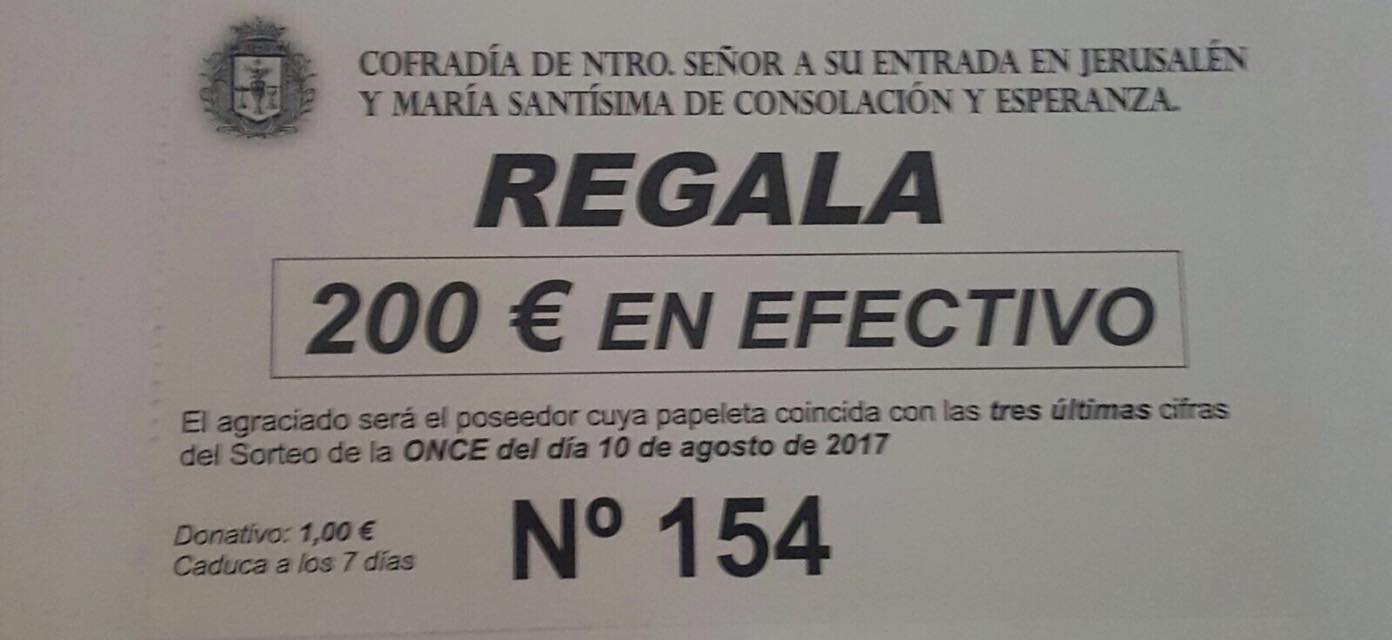 COFRADÍA DE NTRO. SEÑOR A SU ENTRADA EN JERUSALÉN
Y MARÍA SANTÍSIMA DE CONSOLACIÓN Y ESPERANZA.
REGALA
200 € EN EFECTIVO
El agraciado será el poseedor cuya papeleta coincida con las tres últimas cifras
del Sorteo de la ONCE del día 10 de agosto de 2017
Donativo: 1,00 €
Caduca a los 7 días
Nº 154